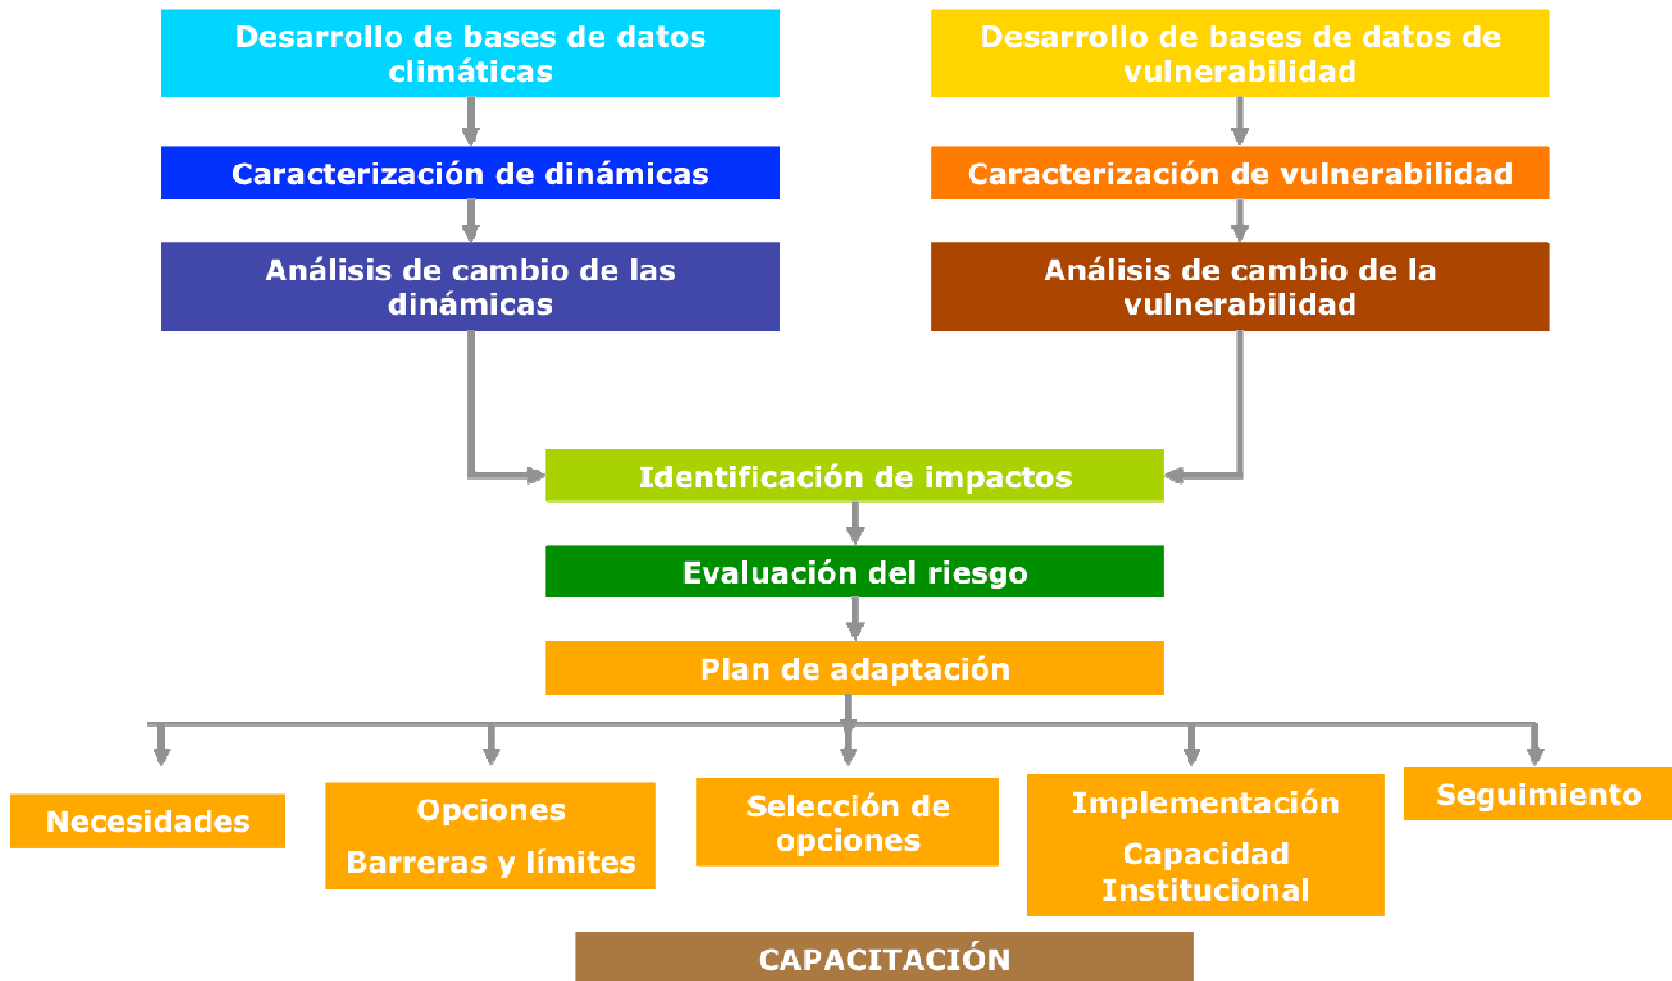 Desarrollo de bases de datos
climáticas
Desarrollo de bases de datos de
vulnerabilidad
Caracterización de dinámicas
Caracterización de vulnerabilidad
Análisis de cambio de las
dinámicas
Análisis de cambio de la
vulnerabilidad
Identificación de impactos
Evaluación del riesgo
Plan de adaptación
Necesidades
Opciones
Barreras y límites
Selección de
opciones
Implementación
Capacidad
Institucional
Seguimiento
CAPACITACIÓN